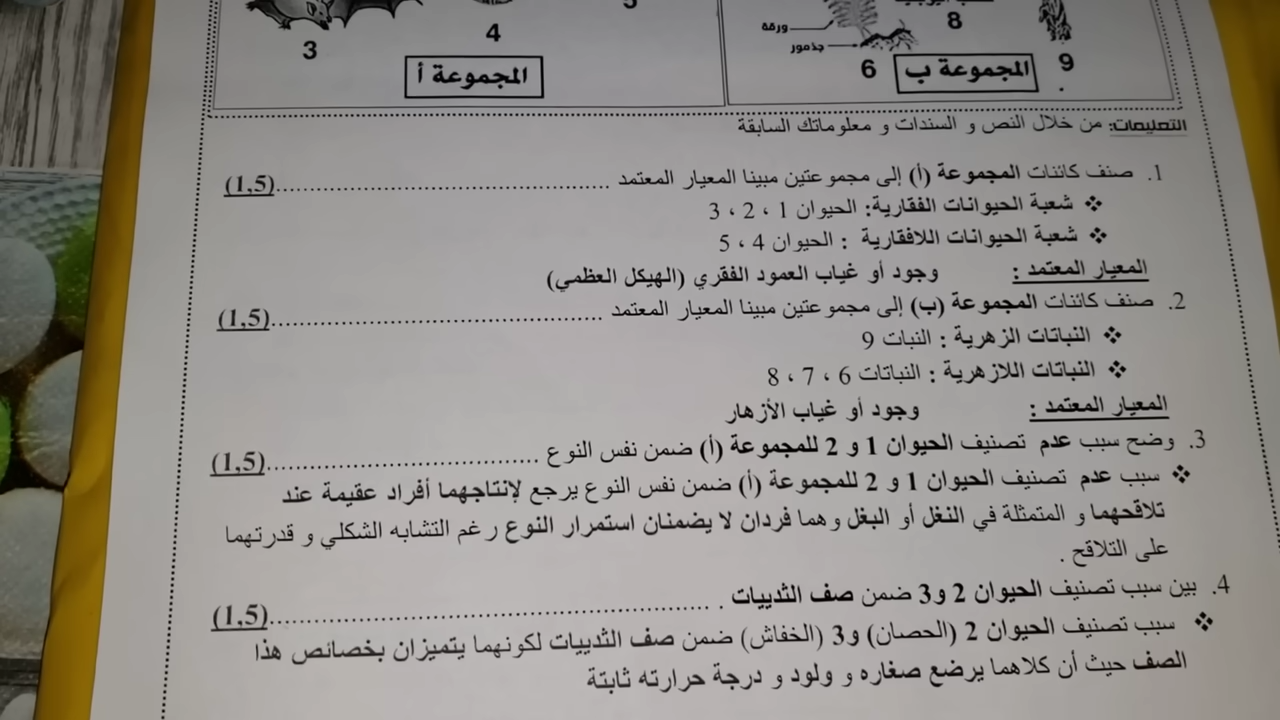 3
4
5
المجموعة أ
ورقة
جذمور
6
8
9
المجموعة ب
التعليمات: من خلال النص و السندات و معلوماتك السابقة
1. صنف كائنات المجموعة (أ) إلى مجموعتين مبينا المعيار المعتمد ............(1,5)
❖ شعبة الحيوانات الفقارية: الحيوان 1 ، 2 ، 3
❖ شعبة الحيوانات اللافقارية : الحيوان 4 ، 5
المعيار المعتمد : وجود أو غياب العمود الفقري (الهيكل العظمي)
2. صنف كائنات المجموعة (ب) إلى مجموعتين مبينا المعيار المعتمد ............(1,5)
❖ النباتات الزهرية : النبات 9
❖ النباتات اللازهرية : النباتات 6 ، 7 ، 8
المعيار المعتمد : وجود أو غياب الأزهار
3. وضح سبب عدم تصنيف الحيوان 1 و 2 للمجموعة (أ) ضمن نفس النوع ............(1,5)
❖ سبب عدم تصنيف الحيوان 1 و 2 للمجموعة (أ) ضمن نفس النوع يرجع لإنتاجهما أفراد عقيمة عند
تلاقحهما و المتمثلة في النغل أو البغل وهما فردان لا يضمنان استمرار النوع رغم التشابه الشكلي و قدرتهما
على التلاقح .
4. بين سبب تصنيف الحيوان 2 و3 ضمن صف الثدييات . ............(1,5)
❖ سبب تصنيف الحيوان 2 (الحصان) و3 (الخفاش) ضمن صف الثدييات لكونهما يتميزان بخصائص هذا
الصف حيث أن كلاهما يرضع صغاره و ولود و درجة حرارته ثابتة